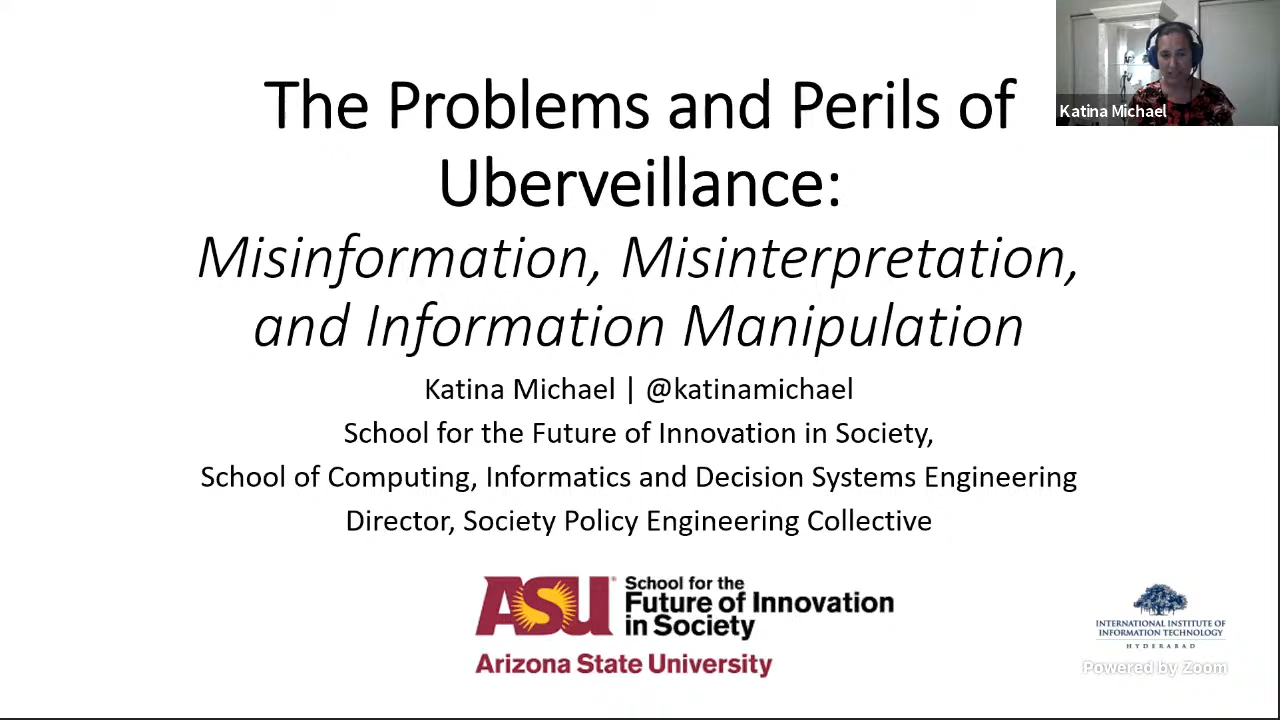 The Problems and Perils of
Uberveillance:
Misinformation, Misinterpretation,
and Information Manipulation
Katina Michael | @katinamichael
School for the Future of Innovation in Society,
School of Computing, Informatics and Decision Systems Engineering
Director, Society Policy Engineering Collective
Katina Michael
ASU
School for the
Future of Innovation
in Society
Arizona State University
INTERNATIONAL INSTITUTE OF
INFORMATION TECHNOLOGY
HYDERABAD
Powered by Zoom